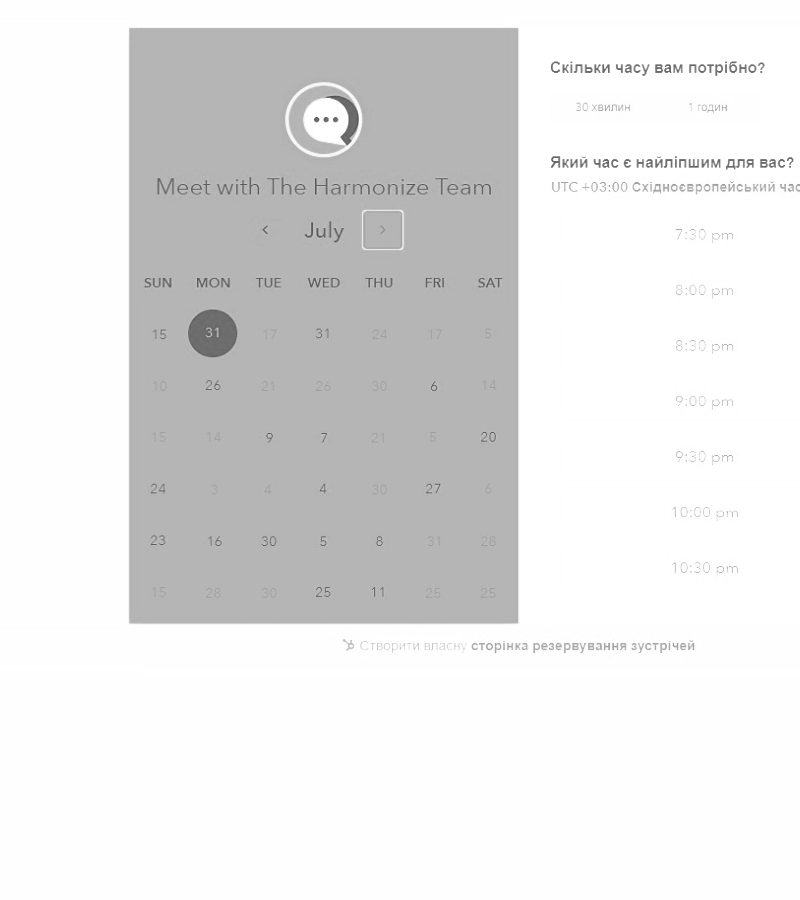 Meet with The Harmonize Team
July
SUN MON TUE WED THU FRI SAT
15 31 17 31 24 17 5
10 26 21 26 30 6 14
15 14 9 7 21 5 20
24 3 4 4 30 27 6
23 16 30 5 8 31 28
15 28 30 25 11 25 25
Скільки часу вам потрібно?
30 хвилин 1 годин
Який час є найліпшим для вас?
UTC +03:00 Східноєвропейський час
7:30 pm
8:00 pm
8:30 pm
9:00 pm
9:30 pm
10:00 pm
10:30 pm
Створити власну сторінка резервування зустрічей